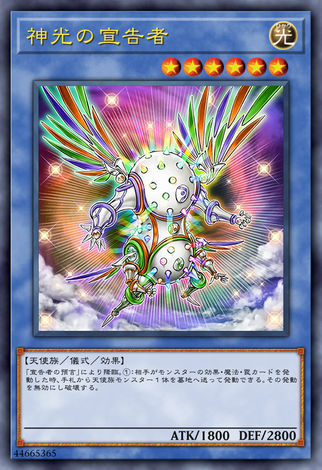 神光の宣告者
光
【天使族／儀式／効果】
「宣告者の預言」により降臨。①：相手がモンスターの効果・魔法・罠カードを発
動した時、手札から天使族モンスター１体を墓地へ送って発動できる。その発動
を無効にし破壊する。
ATK/1800 DEF/2800
44665365